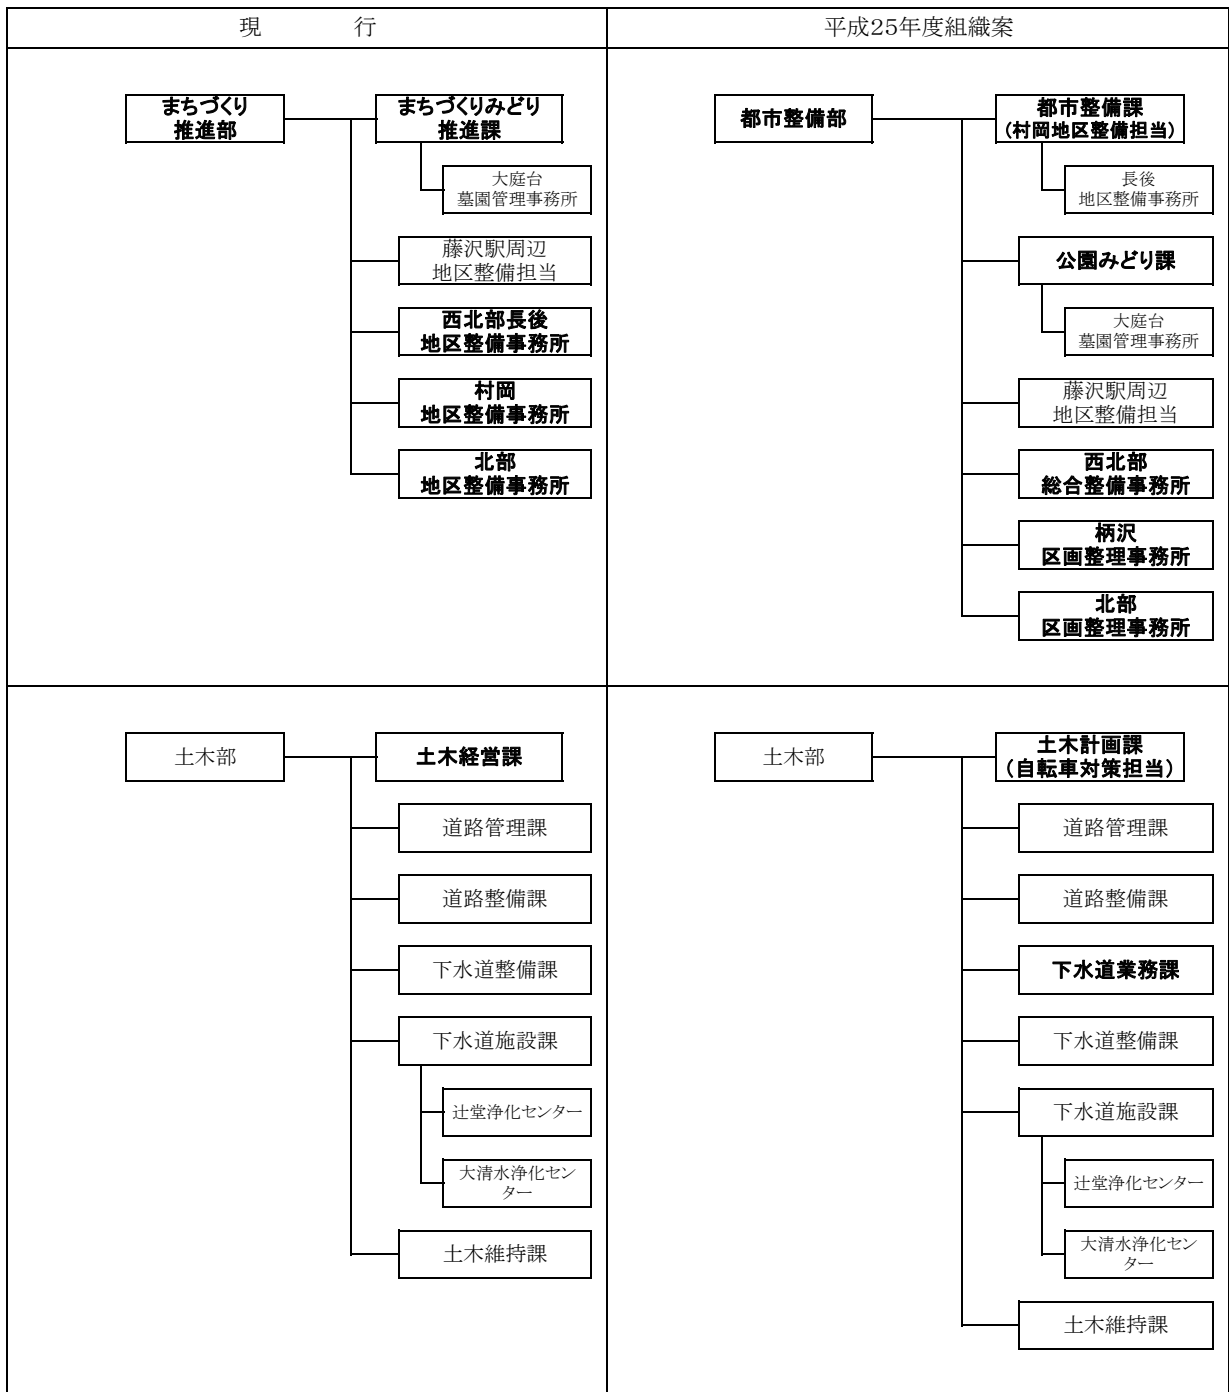 現　　　行
平成25年度組織案
まちづくり
推進部
まちづくりみどり
推進課
大庭台
墓園管理事務所
藤沢駅周辺
地区整備担当
西北部長後
地区整備事務所
村岡
地区整備事務所
北部
地区整備事務所
都市整備部
都市整備課
(村岡地区整備担当)
長後
地区整備事務所
公園みどり課
大庭台
墓園管理事務所
藤沢駅周辺
地区整備担当
西北部
総合整備事務所
柄沢
区画整理事務所
北部
区画整理事務所
土木部
土木経営課
道路管理課
道路整備課
下水道整備課
下水道施設課
辻堂浄化センター
大清水浄化セン
ター
土木維持課
土木部
土木計画課
(自転車対策担当)
道路管理課
道路整備課
下水道業務課
下水道整備課
下水道施設課
辻堂浄化センター
大清水浄化セン
ター
土木維持課